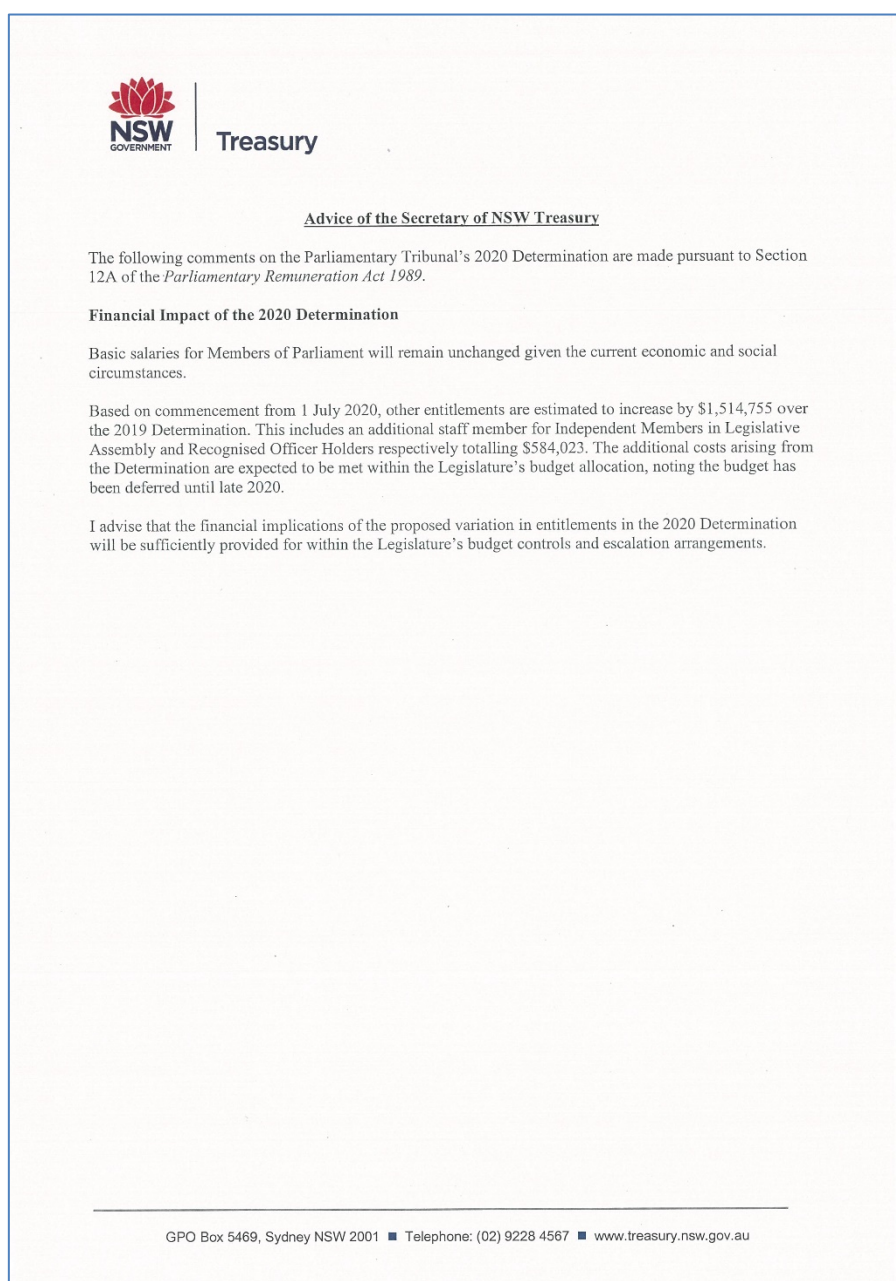 NSW
GOVERNMENT
Treasury
Advice of the Secretary of NSW Treasury
The following comments on the Parliamentary Tribunal's 2020 Determination are made pursuant to Section
12A of the Parliamentary Remuneration Act 1989.
Financial Impact of the 2020 Determination
Basic salaries for Members of Parliament will remain unchanged given the current economic and social
circumstances.
Based on commencement from 1 July 2020, other entitlements are estimated to increase by $1,514,755 over
the 2019 Determination. This includes an additional staff member for Independent Members in Legislative
Assembly and Recognised Officer Holders respectively totalling $584,023. The additional costs arising from
the Determination are expected to be met within the Legislature's budget allocation, noting the budget has
been deferred until late 2020.
I advise that the financial implications of the proposed variation in entitlements in the 2020 Determination
will be sufficiently provided for within the Legislature's budget controls and escalation arrangements.
GPO Box 5469, Sydney NSW 2001 ■ Telephone: (02) 9228 4567 ■ www.treasury.nsw.gov.au